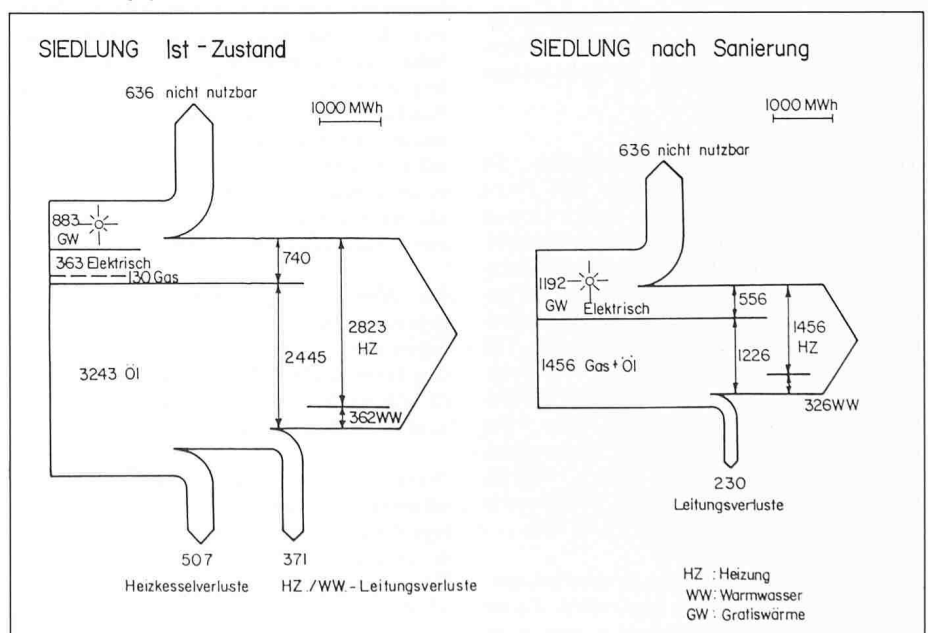 SIEDLUNG Ist-Zustand
636 nicht nutzbar
1000 MWh
883
GW
363 Elektrisch
130 Gas
740
2823
HZ
2445
3243 Öl
362WW
507
371
Heizkesselverluste
HZ./WW.-Leitungsverluste
SIEDLUNG nach Sanierung
1000 MWh
636 nicht nutzbar
1192
GW Elektrisch
556
1456
HZ
1456 Gas+Öl
1226
326WW
230
Leitungsverluste
HZ : Heizung
WW: Warmwasser
GW : Gratiswärme